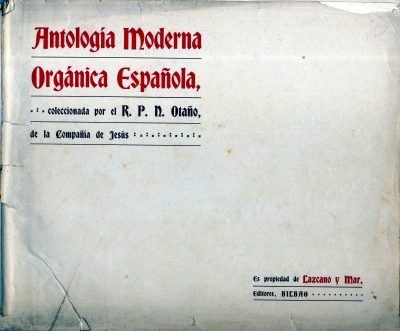 Antología Moderna
Orgánica Española,
. : . coleccionada por el R. P. N. Otaño,
de la Compañía de Jesús : . : . : . : . : .
Es propiedad de Lazcano y Mar,
Editores, BILBAO . . . . . . . . . .